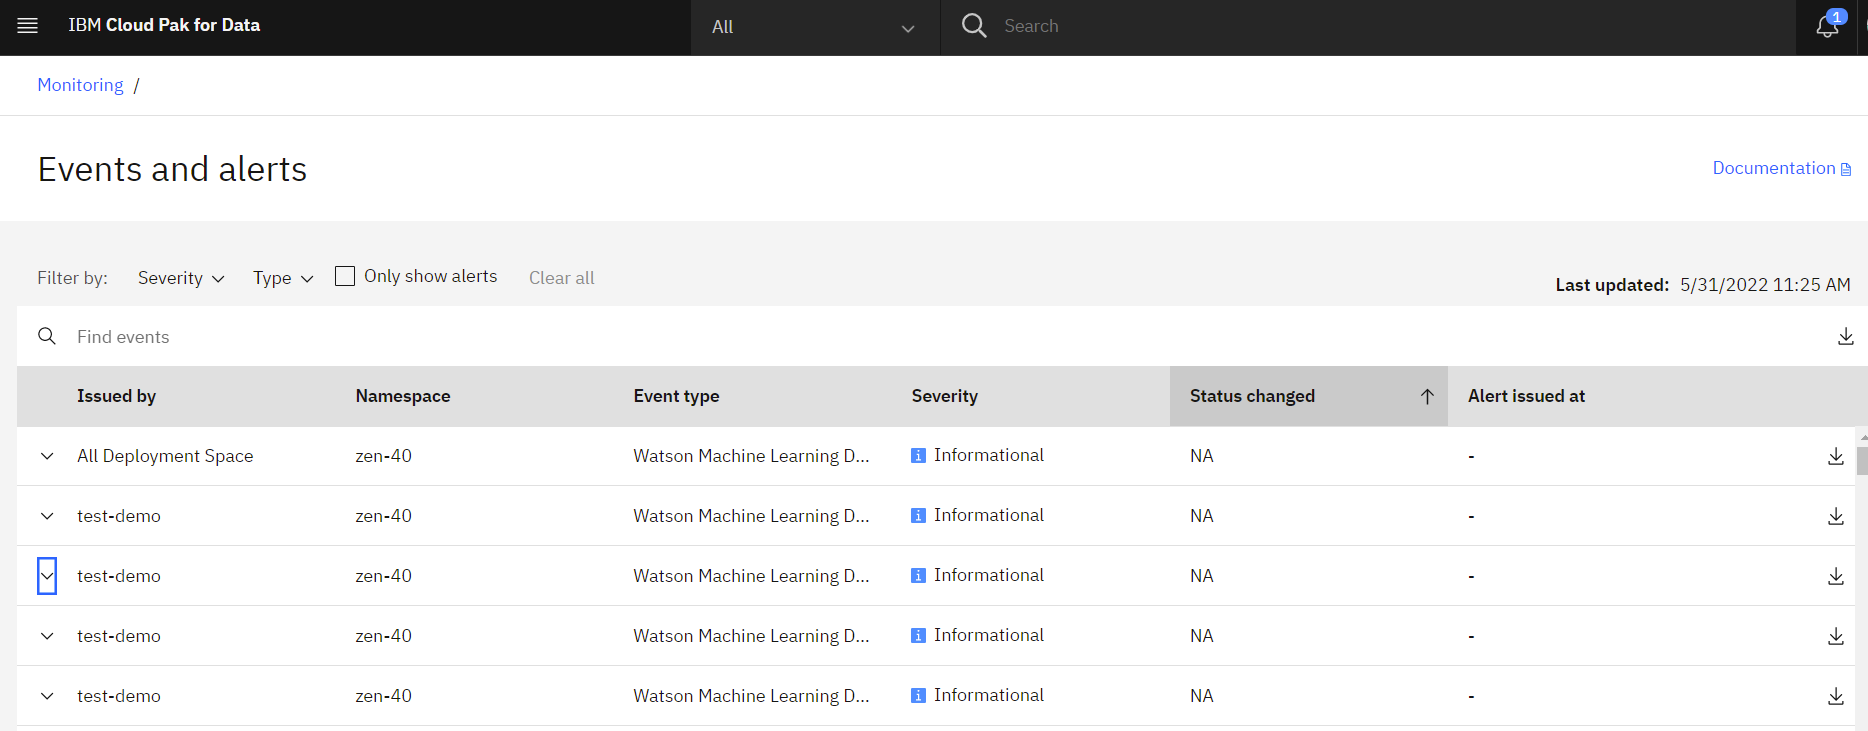 IBM Cloud Pak for Data All Search 1
Monitoring /
Events and alerts Documentation
Filter by: Severity Type Only show alerts Clear all Last updated: 5/31/2022 11:25 AM
Find events
Issued by Namespace Event type Severity Status changed Alert issued at
All Deployment Space zen-40 Watson Machine Learning D... Informational NA -
test-demo zen-40 Watson Machine Learning D... Informational NA -
test-demo zen-40 Watson Machine Learning D... Informational NA -
test-demo zen-40 Watson Machine Learning D... Informational NA -
test-demo zen-40 Watson Machine Learning D... Informational NA -